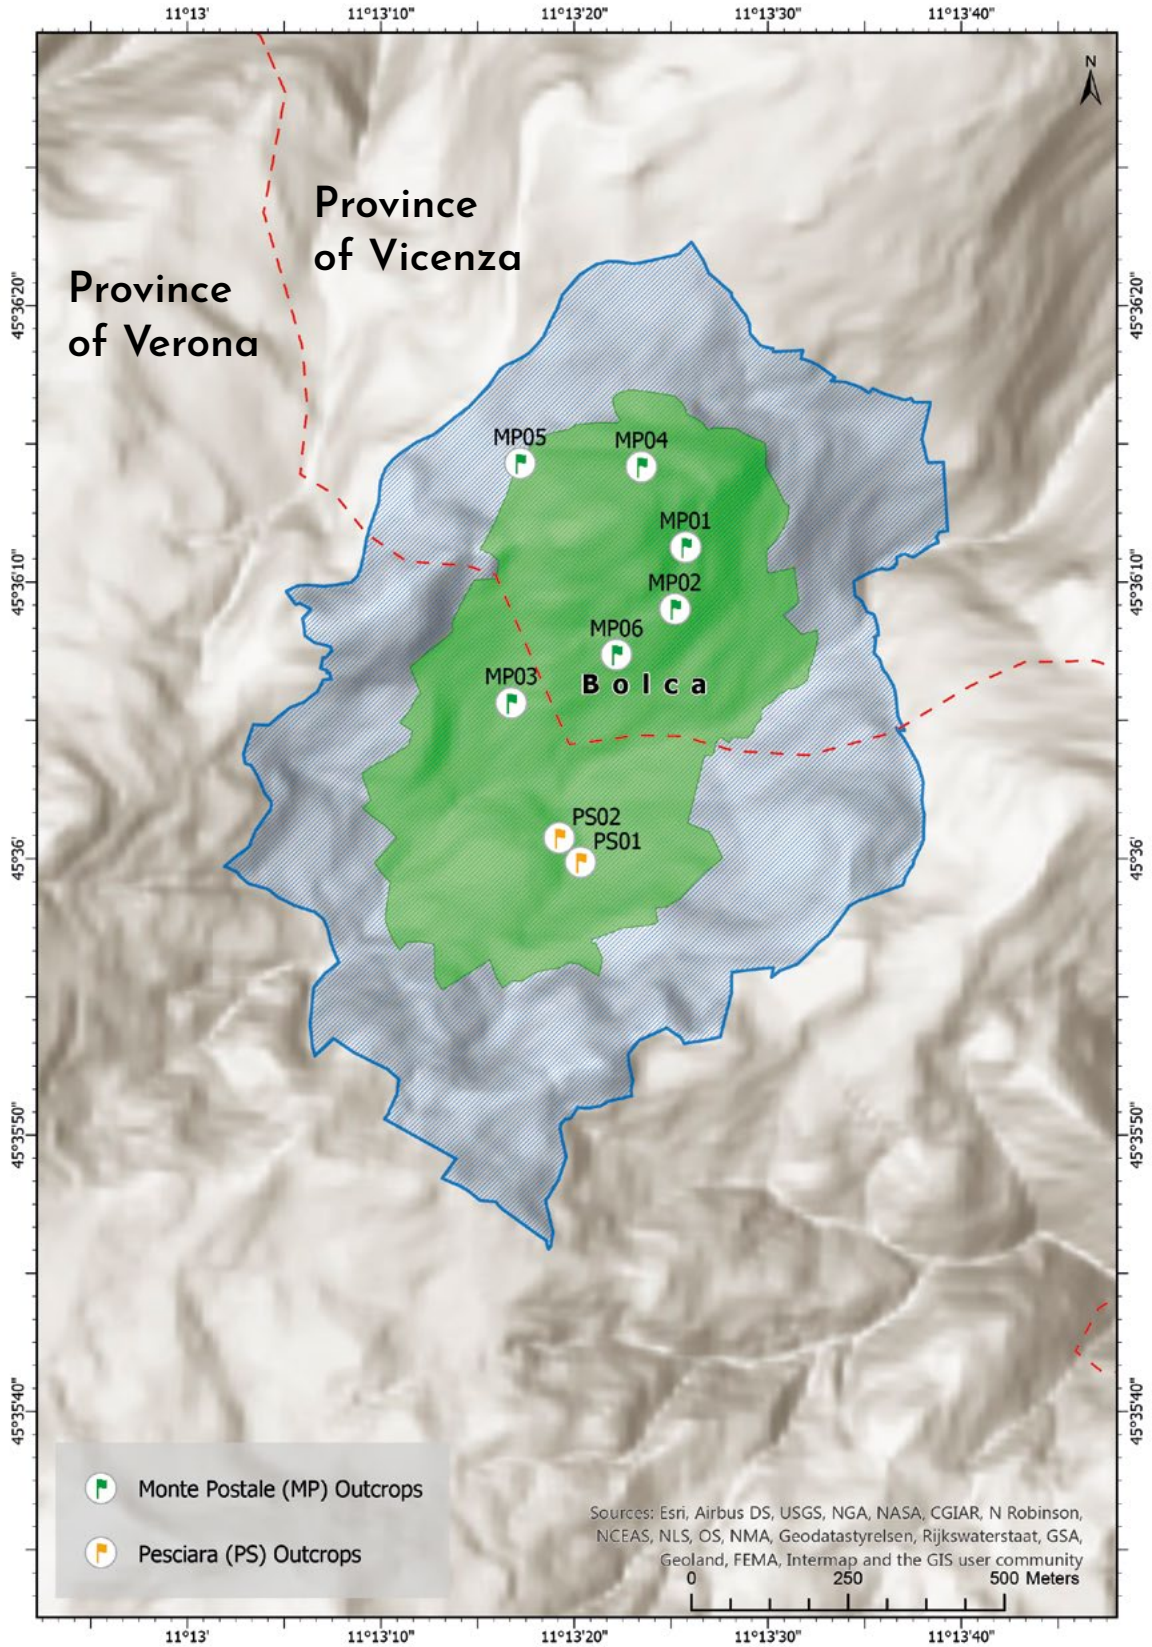 11°13'
11°13'10"
11°13'20"
11°13'30"
11°13'40"
N
Province
of Vicenza
Province
of Verona
45°36'20"
45°36'20"
MP05
MP04
MP01
45°36'10"
45°36'10"
MP02
MP06
MP03
Bolca
PS02
PS01
45°36'
45°36'
45°35'50"
45°35'50"
45°35'40"
45°35'40"
Monte Postale (MP) Outcrops
Pesciara (PS) Outcrops
Sources: Esri, Airbus DS, USGS, NGA, NASA, CGIAR, N Robinson,
NCEAS, NLS, OS, NMA, Geodatastyrelsen, Rijkswaterstaat, GSA,
Geoland, FEMA, Intermap and the GIS user community
0 250 500 Meters
11°13'
11°13'10"
11°13'20"
11°13'30"
11°13'40"